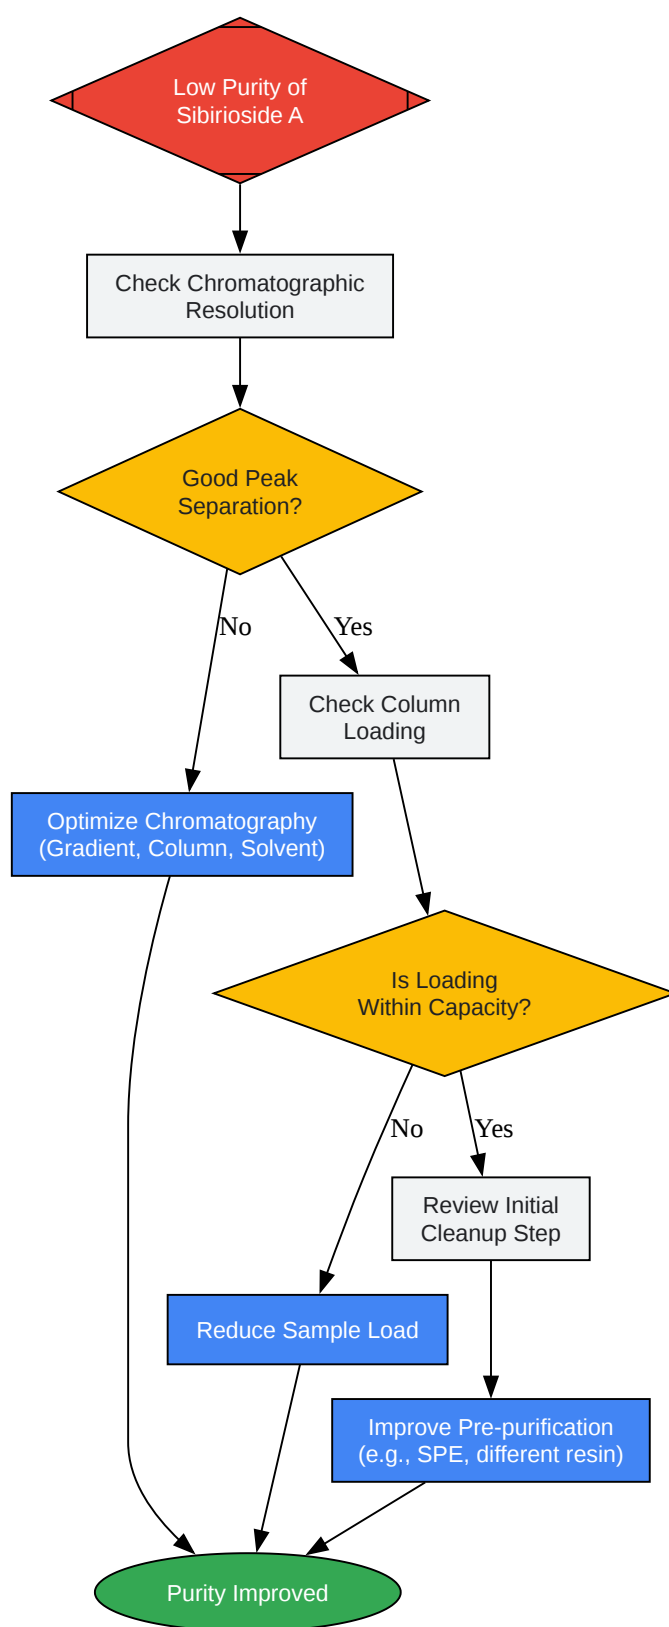 Low Purity of
Sibirioside A
Check Chromatographic
Resolution
Good Peak
Separation?
No
Yes
Check Column
Loading
Optimize Chromatography
(Gradient, Column, Solvent)
Is Loading
Within Capacity?
No
Yes
Review Initial
Cleanup Step
Reduce Sample Load
Improve Pre-purification
(e.g., SPE, different resin)
Purity Improved